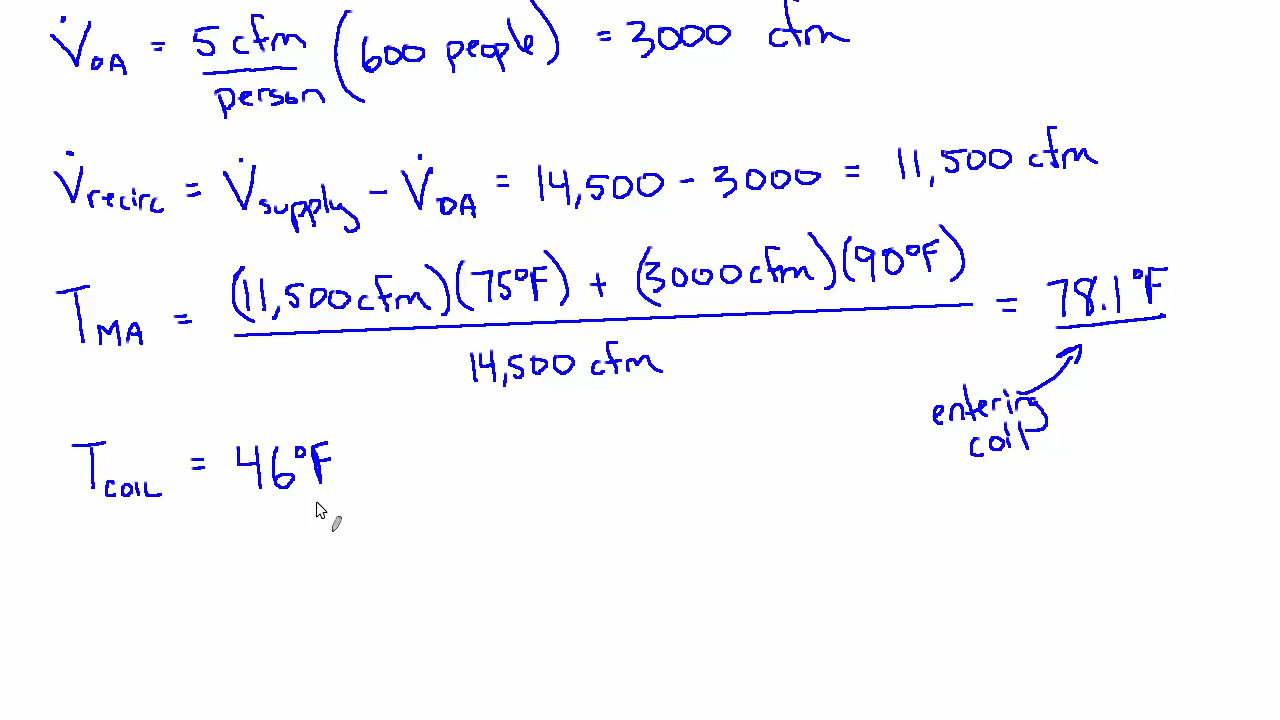 V̇OA = 5 cfm/person (600 people) = 3000 cfm
V̇recirc = V̇supply - V̇OA = 14,500 - 3000 = 11,500 cfm
TMA = (11,500 cfm)(75°F) + (3000 cfm)(90°F) / 14,500 cfm = 78.1°F
entering
coil
TCOIL = 46°F